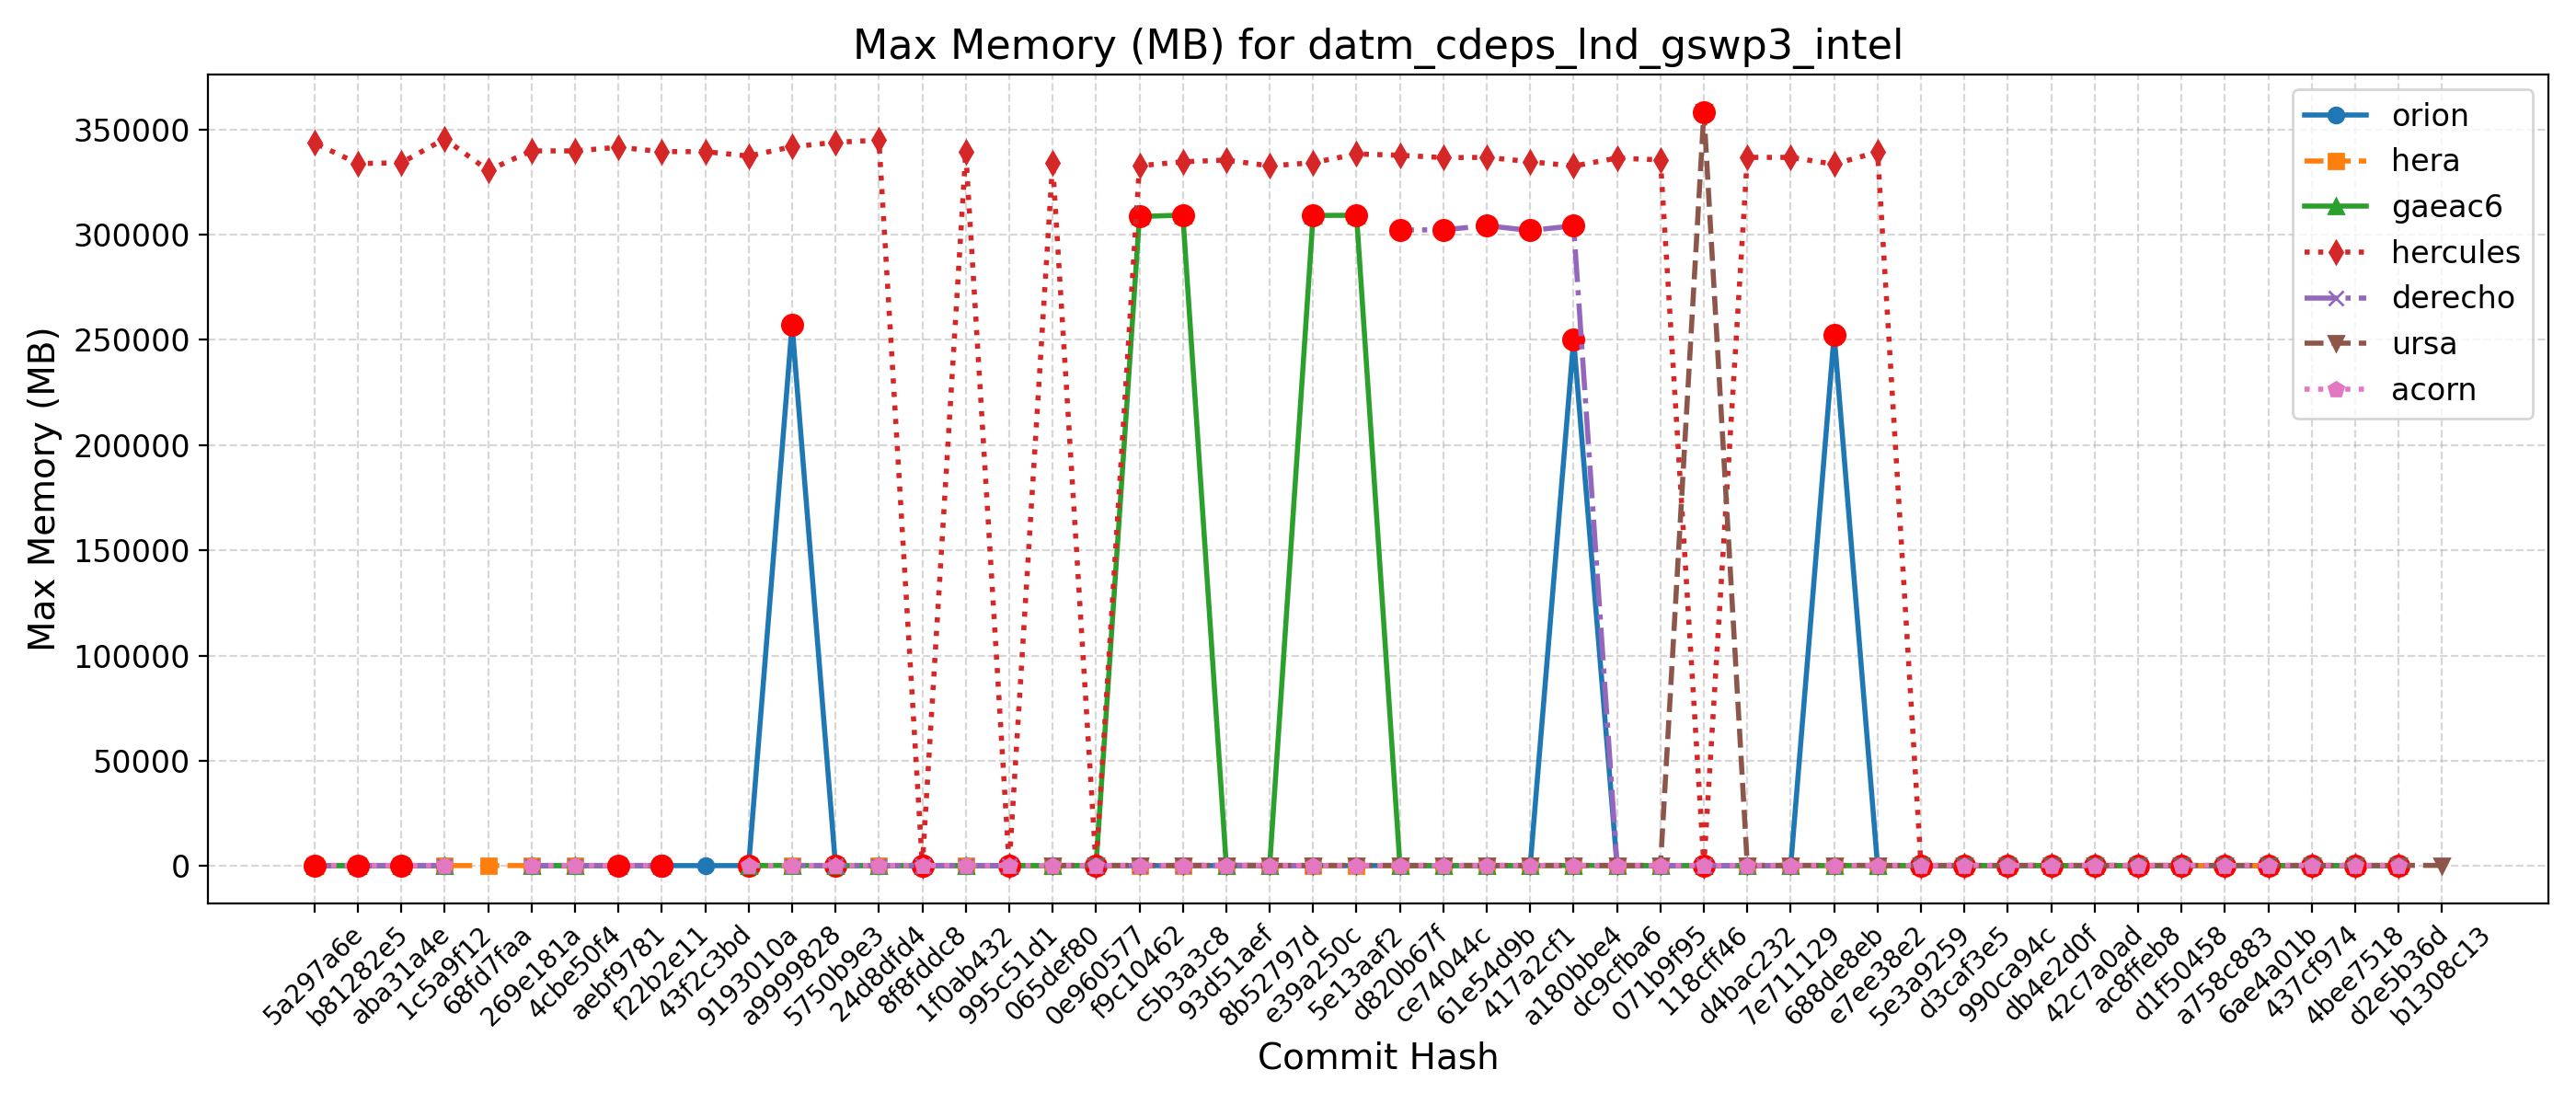 Max Memory (MB) for datm_cdeps_lnd_gswp3_intel
Max Memory (MB)
350000
300000
250000
200000
150000
100000
50000
0
orion
hera
gaeac6
hercules
derecho
ursa
acorn
5a297a6e
b81282e5
aba31a4e
1c5a9f12
68fd7faa
269e181a
4cbe50f4
aebf9781
f22b2e11
43f2c3bd
9193010a
a9999828
5750b9e3
24d8dfd4
8f8fddc8
1f0ab432
995c51d1
065def80
0e960577
f9c10462
c5b3a3c8
93d51aef
8b52797d
e39a250c
5e13aaf2
d820b67f
ce74044c
61e54d9b
417a2cf1
a180bbe4
dc9cfba6
071b9f95
118cff46
d4bac232
7e711129
688de8eb
e7ee38e2
5e3a9259
d3caf3e5
990ca94c
db4e2d0f
42c7a0ad
ac8ffeb8
d1f50458
a758c883
6ae4a01b
437cf974
4bee7518
d2e5b36d
b1308c13
Commit Hash